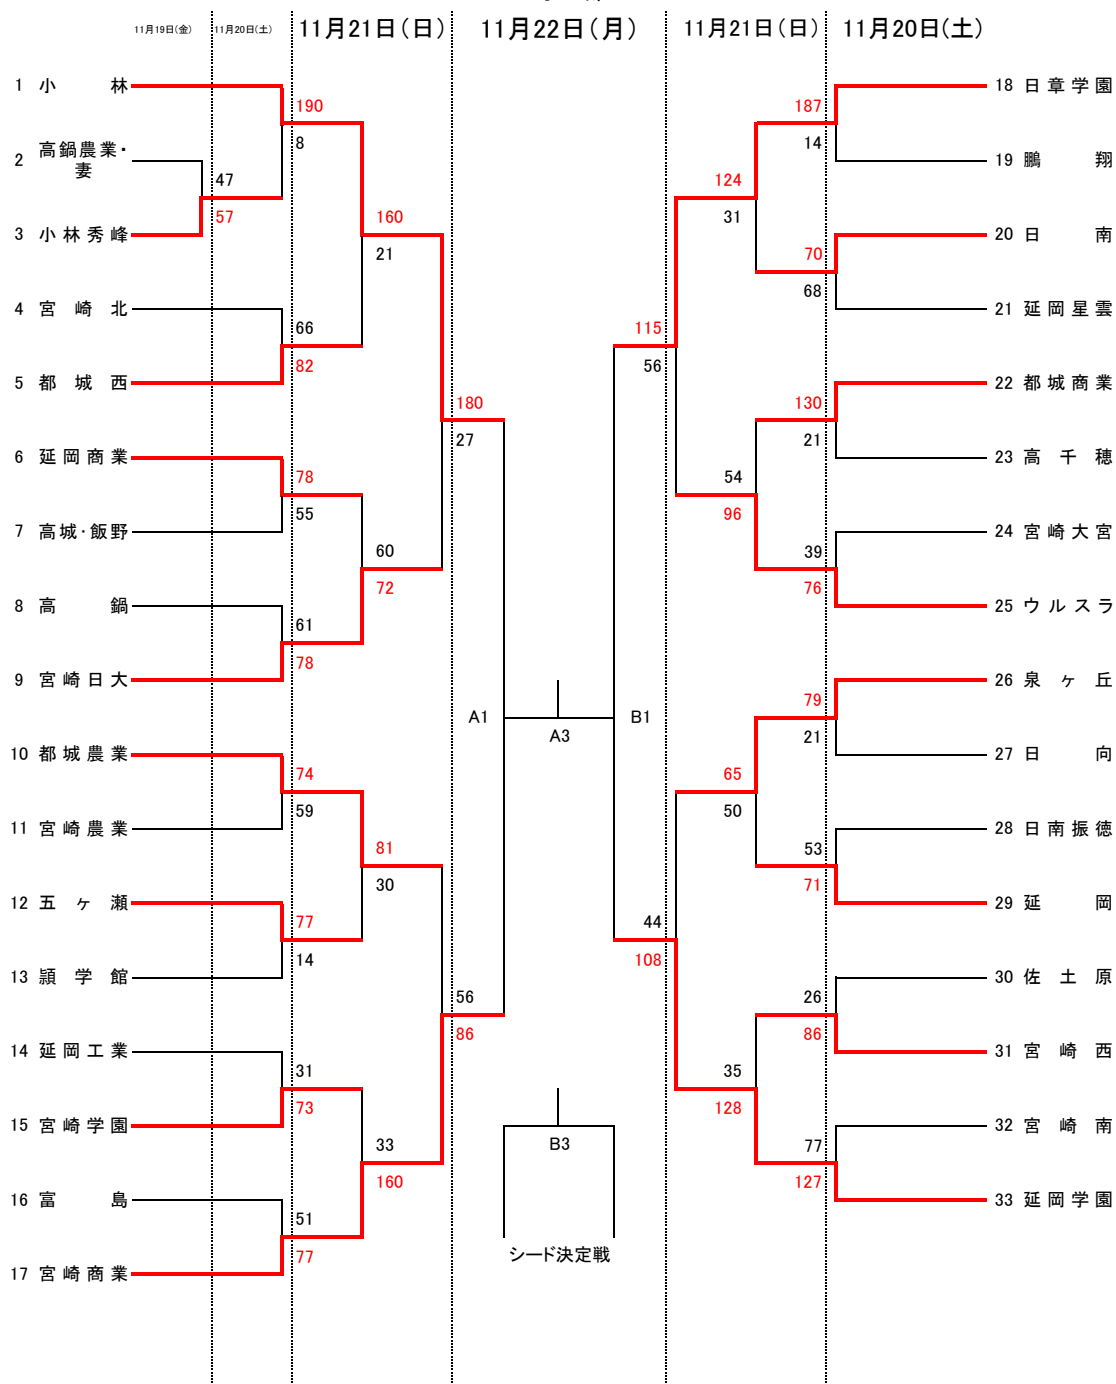 11月19日(金) 11月20日(土) 11月21日(日) 11月22日(月) 11月21日(日) 11月20日(土)
1 小林
2 高鍋農業・妻
3 小林秀峰
4 宮崎北
5 都城西
6 延岡商業
7 高城・飯野
8 高鍋
9 宮崎日大
10 都城農業
11 宮崎農業
12 五ヶ瀬
13 頴学館
14 延岡工業
15 宮崎学園
16 富島
17 宮崎商業
47
57
190
8
66
82
78
55
61
78
74
59
77
14
31
73
51
77
160
21
60
72
81
30
33
160
180
27
56
86
A1
A3
B1
B3
シード決定戦
115
56
44
108
124
31
54
96
65
50
35
128
187
14
70
68
130
21
39
76
79
21
53
71
26
86
77
127
18 日章学園
19 鵬翔
20 日南
21 延岡星雲
22 都城商業
23 高千穂
24 宮崎大宮
25 ウルスラ
26 泉ヶ丘
27 日向
28 日南振徳
29 延岡
30 佐土原
31 宮崎西
32 宮崎南
33 延岡学園